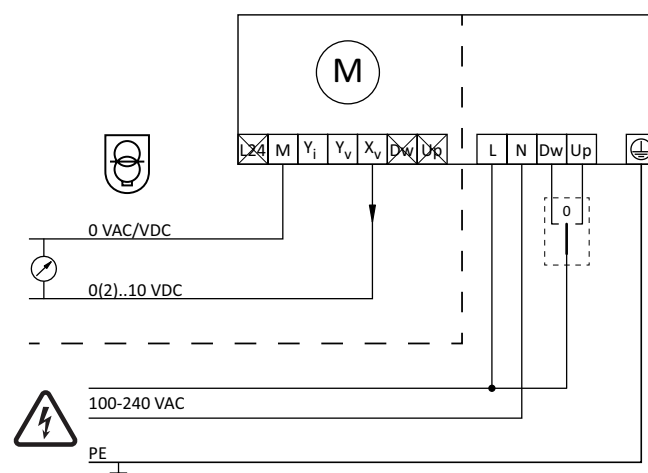 M
L24 M Yi Yv Xv Dw Up L N Dw Up
0
0 VAC/VDC
0(2)..10 VDC
100-240 VAC
PE